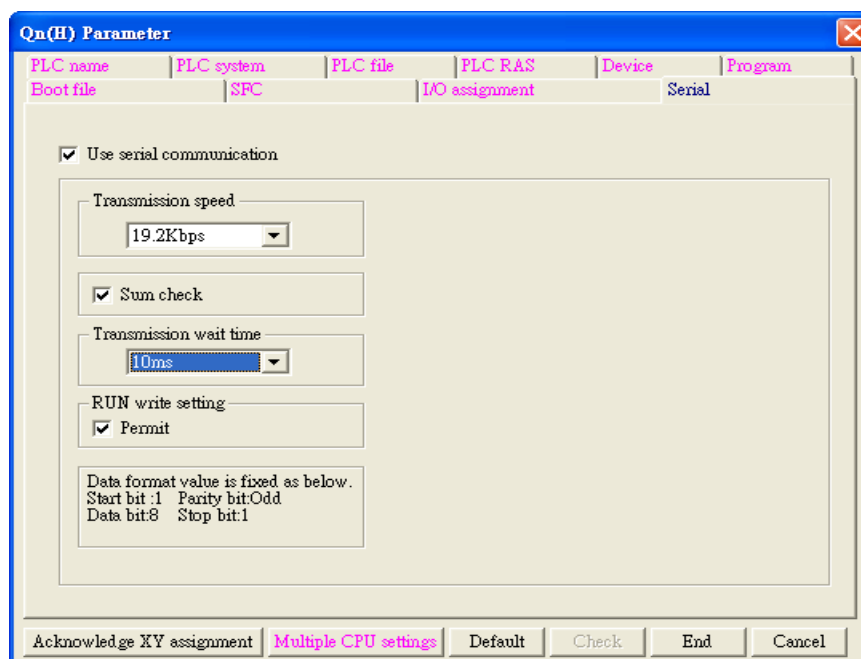 Qn(H) Parameter
PLC name PLC system PLC file PLC RAS Device Program
Boot file SFC I/O assignment Serial
Use serial communication
Transmission speed
19.2Kbps
Sum check
Transmission wait time
10ms
RUN write setting
Permit
Data format value is fixed as below.
Start bit :1 Parity bit:Odd
Data bit:8 Stop bit:1
Acknowledge XY assignment Multiple CPU settings Default Check End Cancel